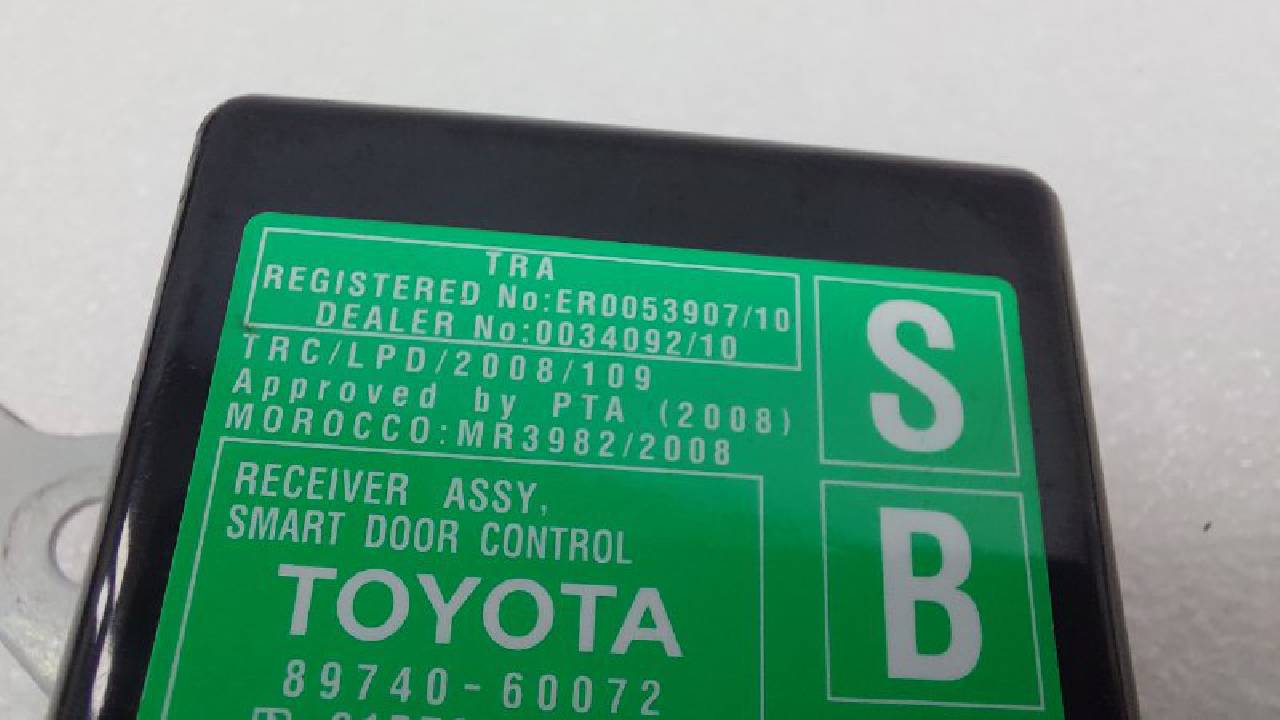 TRA
REGISTERED No:ER0053907/10
DEALER No:0034092/10
TRC/LPD/2008/109
Approved by PTA (2008)
MOROCCO:MR3982/2008
S
RECEIVER ASSY,
SMART DOOR CONTROL
TOYOTA
89740-60072
B